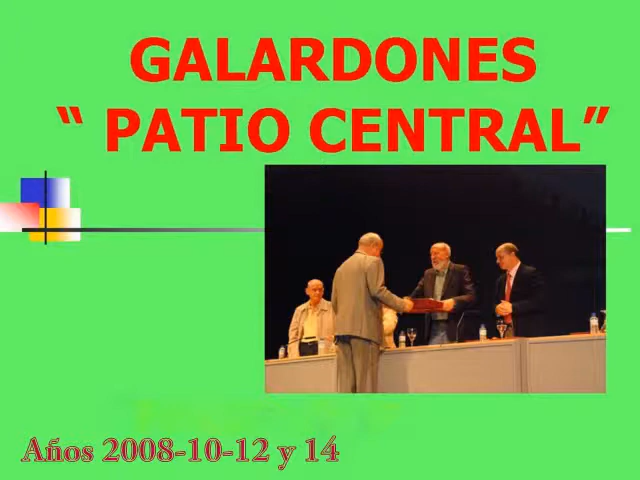 GALARDONES
“ PATIO CENTRAL”
Años 2008-10-12 y 14